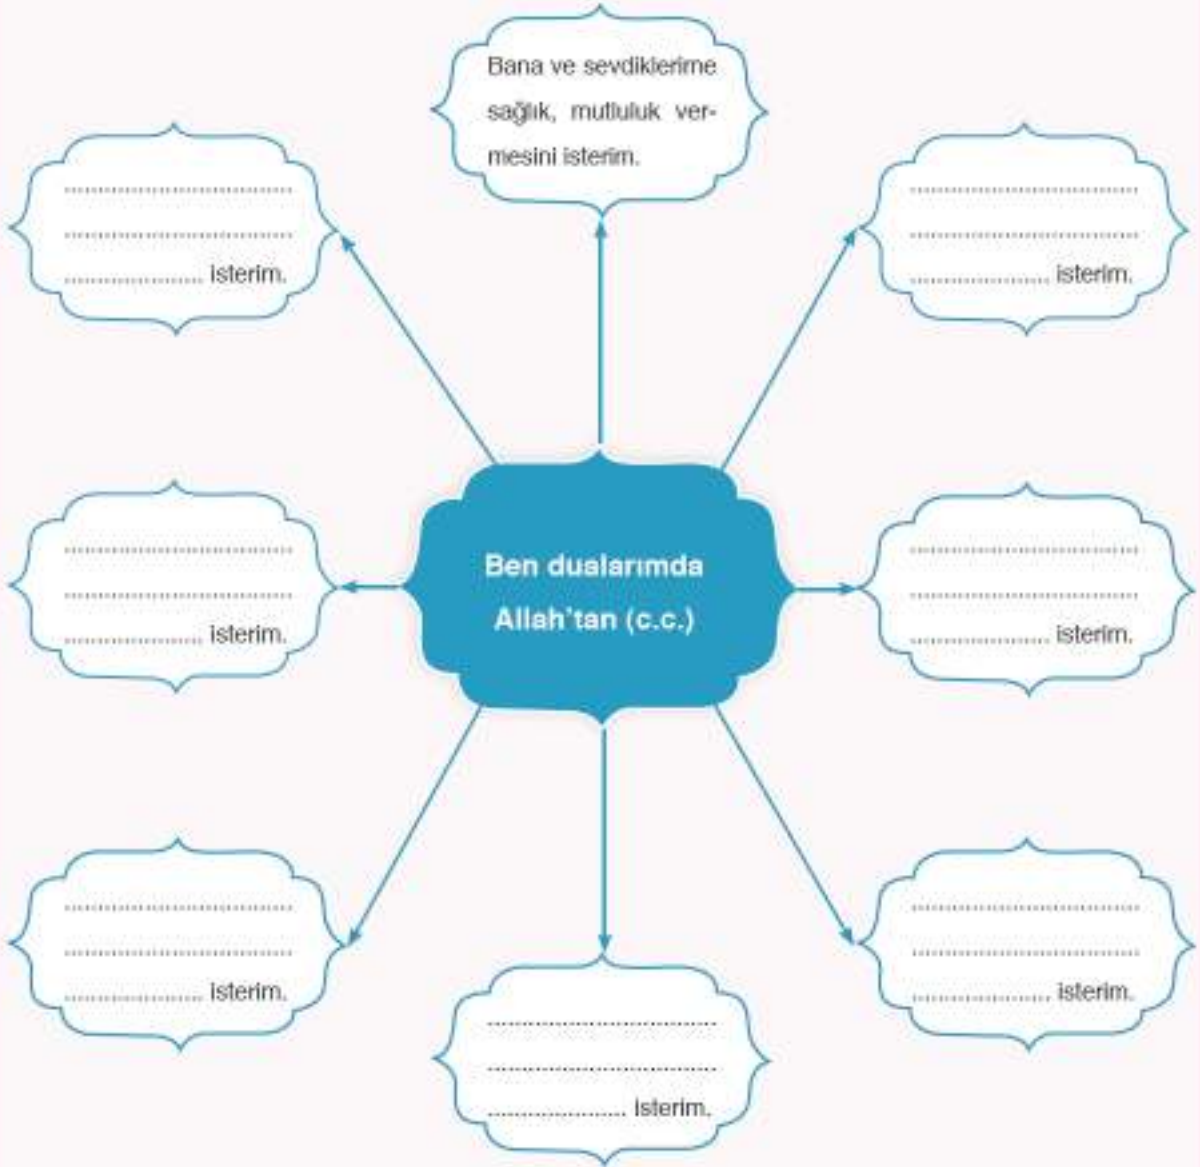 Bana ve sevdiklerime
sağlık, mutluluk ver-
mesini isterim.
........................................
........................................
........................ isterim.
........................................
........................................
........................ isterim.
Ben dualarımda
Allah'tan (c.c.)
........................................
........................................
........................ isterim.
........................................
........................................
........................ isterim.
........................................
........................................
........................ isterim.
........................................
........................................
........................ isterim.
........................................
........................................
........................ isterim.